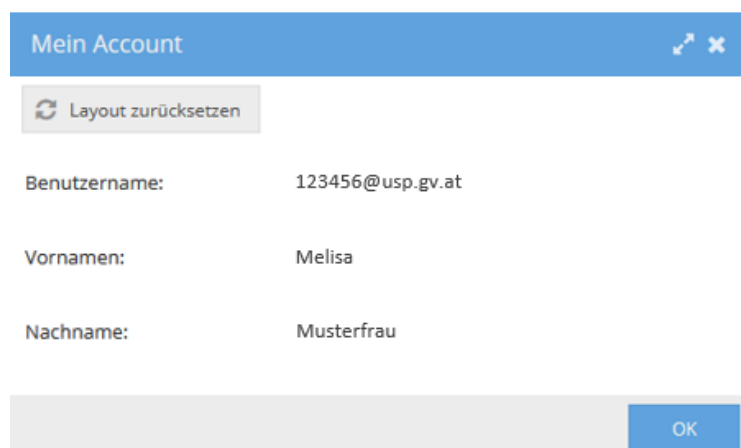 Mein Account
Layout zurücksetzen
Benutzername: 123456@usp.gv.at
Vornamen: Melisa
Nachname: Musterfrau
OK